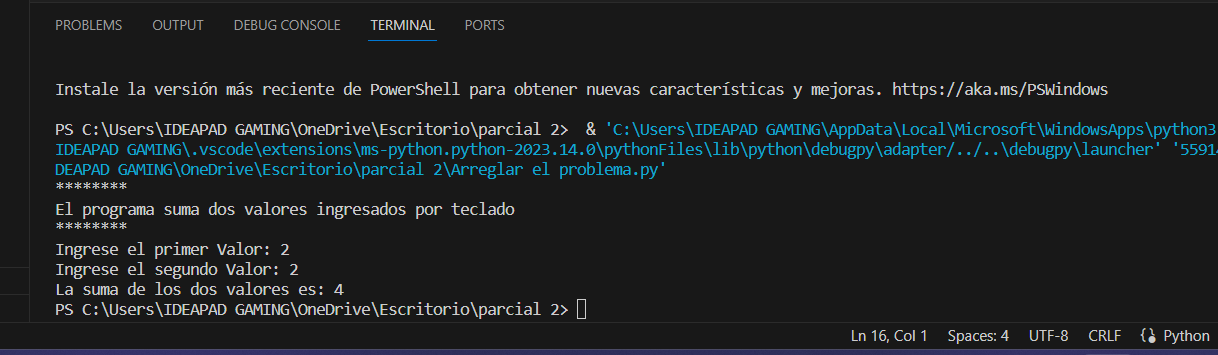 PROBLEMS OUTPUT DEBUG CONSOLE TERMINAL PORTS
Instale la versión más reciente de PowerShell para obtener nuevas características y mejoras. https://aka.ms/PSWindows
PS C:\Users\IDEAPAD GAMING\OneDrive\Escritorio\parcial 2>  & 'C:\Users\IDEAPAD GAMING\AppData\Local\Microsoft\WindowsApps\python3
IDEAPAD GAMING\.vscode\extensions\ms-python.python-2023.14.0\pythonFiles\lib\python\debugpy\adapter/../..\debugpy\launcher' '55914
DEAPAD GAMING\OneDrive\Escritorio\parcial 2\Arreglar el problema.py'
********
El programa suma dos valores ingresados por teclado
********
Ingrese el primer Valor: 2
Ingrese el segundo Valor: 2
La suma de los dos valores es: 4
PS C:\Users\IDEAPAD GAMING\OneDrive\Escritorio\parcial 2>
Ln 16, Col 1 Spaces: 4 UTF-8 CRLF Python